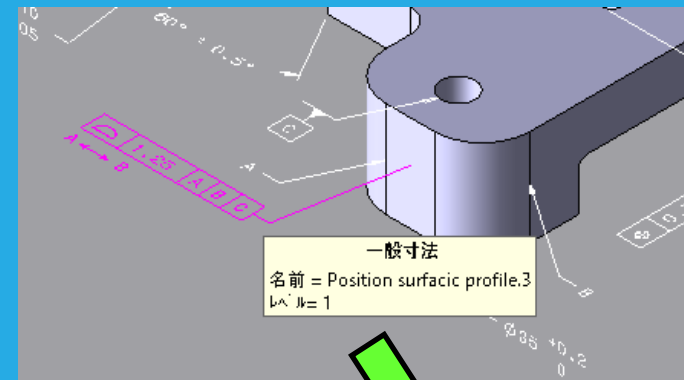 05
60° ± 0.5°
C
1.25 A B C
A ↔ B
A
B
一般寸法
名前 = Position surfacic profile.3
ﾚﾍﾞﾙ= 1
Ø35 +0.2
0